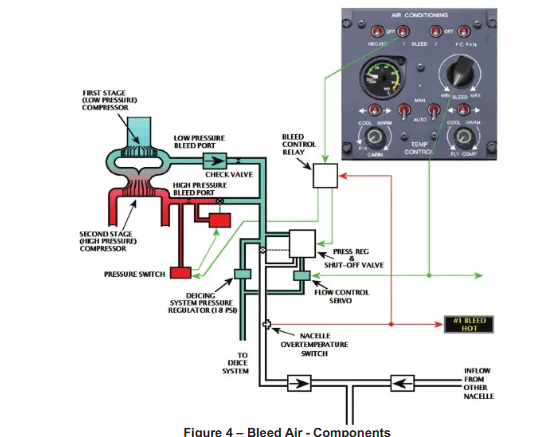 AIR CONDITIONING
OFF
OFF
RECIRC
1
BLEED
2
F C FAN
MIN
BLEED
MAX
MAN
AUTO
COOL
WARM
COOL
WARM
CABIN
TEMP
CONTROL
FLT COMP
FIRST STAGE
(LOW PRESSURE)
COMPRESSOR
LOW PRESSURE
BLEED PORT
CHECK VALVE
BLEED
CONTROL
RELAY
HIGH PRESSURE
BLEED PORT
SECOND STAGE
(HIGH PRESSURE)
COMPRESSOR
PRESSURE SWITCH
PRESS REG
&
SHUT-OFF VALVE
DEICING
SYSTEM PRESSURE
REGULATOR (18 PSI)
FLOW CONTROL
SERVO
#1 BLEED
HOT
NACELLE
OVERTEMPERATURE
SWITCH
TO
DEICE
SYSTEM
INFLOW
FROM
OTHER
NACELLE
Figure 4 – Bleed Air - Components